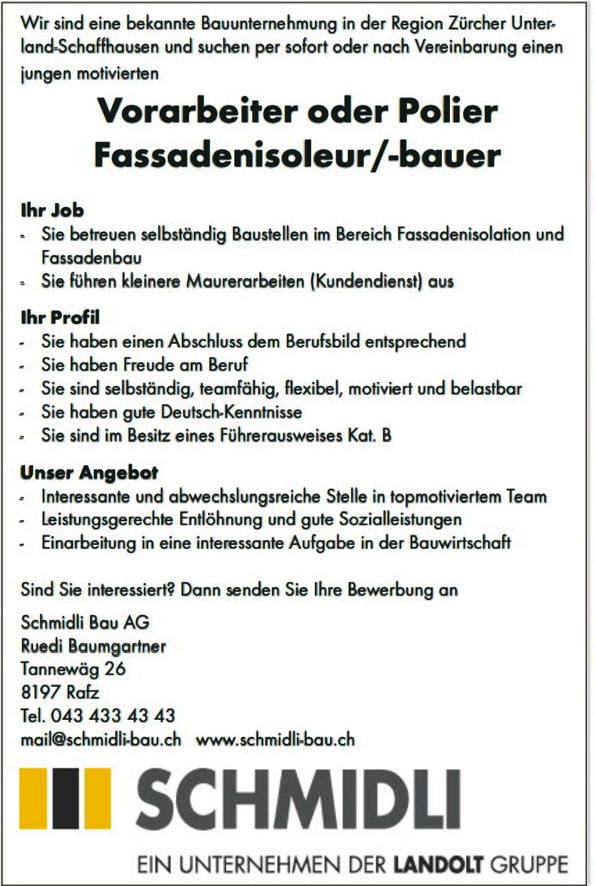 Wir sind eine bekannte Bauunternehmung in der Region Zürcher Unter-
land-Schaffhausen und suchen per sofort oder nach Vereinbarung einen
jungen motivierten
Vorarbeiter oder Polier
Fassadenisoleur/-bauer
Ihr Job
- Sie betreuen selbständig Baustellen im Bereich Fassadenisolation und
Fassadenbau
- Sie führen kleinere Maurerarbeiten (Kundendienst) aus
Ihr Profil
- Sie haben einen Abschluss dem Berufsbild entsprechend
- Sie haben Freude am Beruf
- Sie sind selbständig, teamfähig, flexibel, motiviert und belastbar
- Sie haben gute Deutsch-Kenntnisse
- Sie sind im Besitz eines Führerausweises Kat. B
Unser Angebot
- Interessante und abwechslungsreiche Stelle in topmotiviertem Team
- Leistungsgerechte Entlöhnung und gute Sozialleistungen
- Einarbeitung in eine interessante Aufgabe in der Bauwirtschaft
Sind Sie interessiert? Dann senden Sie Ihre Bewerbung an
Schmidli Bau AG
Ruedi Baumgartner
Tannewäg 26
8197 Rafz
Tel. 043 433 43 43
mail@schmidli-bau.ch www.schmidli-bau.ch
SCHMIDLI
EIN UNTERNEHMEN DER LANDOLT GRUPPE